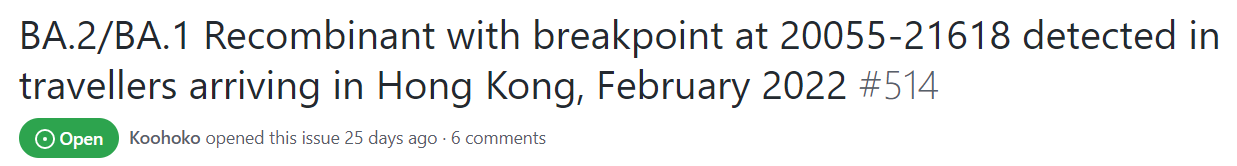 BA.2/BA.1 Recombinant with breakpoint at 20055-21618 detected in
travellers arriving in Hong Kong, February 2022 #514
Open Koohoko opened this issue 25 days ago · 6 comments